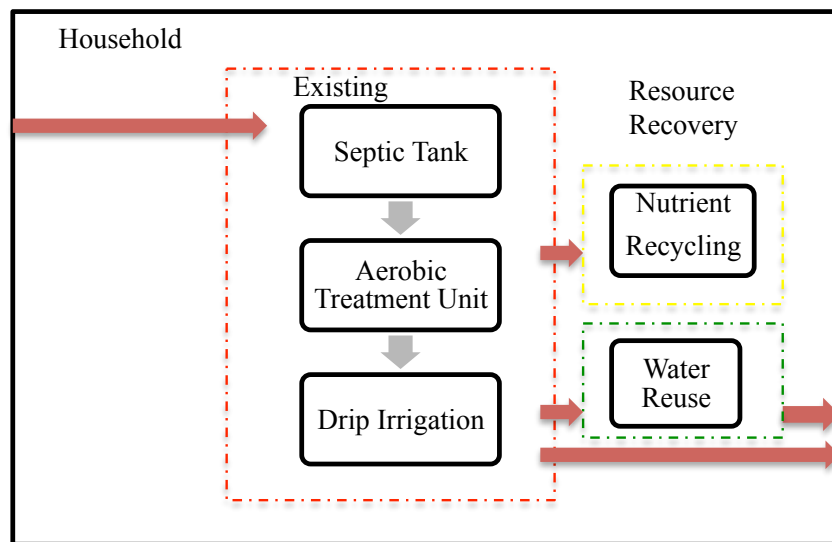 Household
Existing
Septic Tank
Aerobic
Treatment Unit
Drip Irrigation
Resource
Recovery
Nutrient
Recycling
Water
Reuse